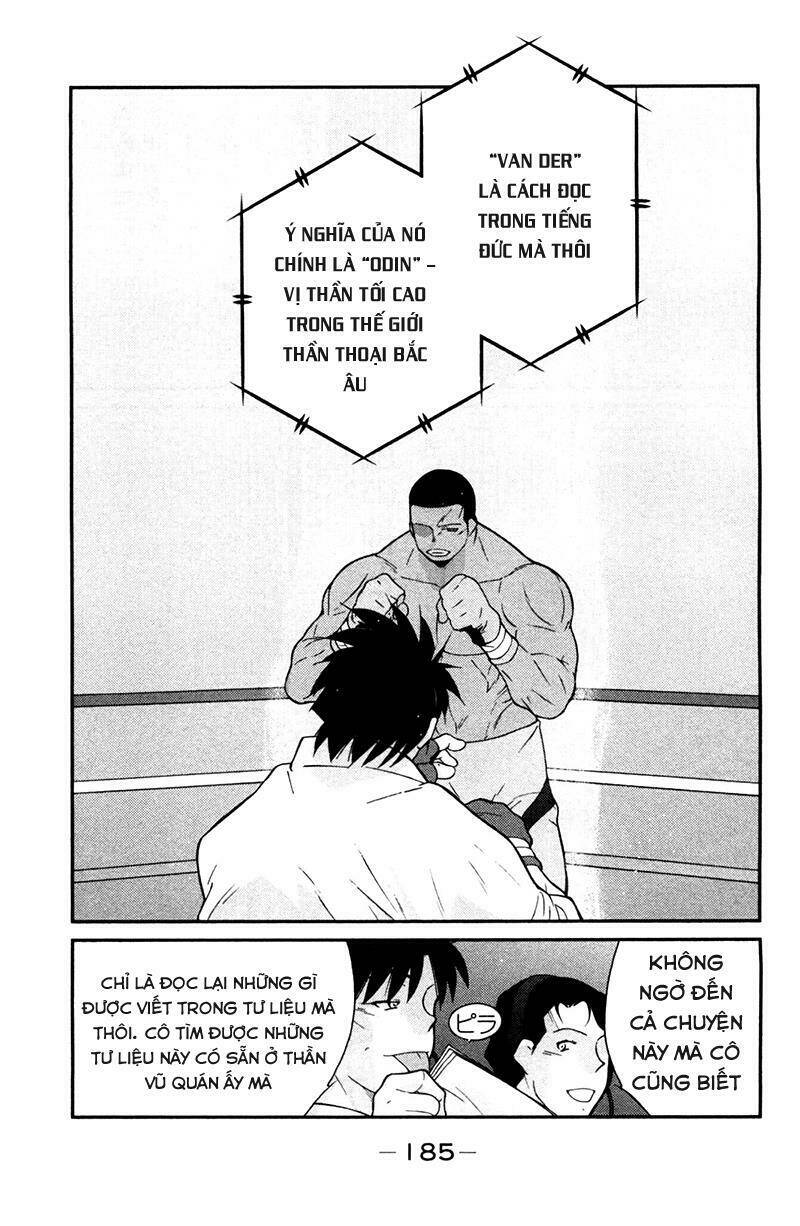 "VAN DER"
LÀ CÁCH ĐỌC
TRONG TIẾNG
ĐỨC MÀ THÔI
Ý NGHĨA CỦA NÓ
CHÍNH LÀ "ODIN" -
VỊ THẦN TỐI CAO
TRONG THẾ GIỚI
THẦN THOẠI BẮC
ÂU
KHÔNG
NGỜ ĐẾN
CẢ CHUYỆN
NÀY MÀ CÔ
CŨNG BIẾT
ピラ
CHỈ LÀ ĐỌC LẠI NHỮNG GÌ
ĐƯỢC VIẾT TRONG TƯ LIỆU MÀ
THÔI. CÔ TÌM ĐƯỢC NHỮNG
TƯ LIỆU NÀY CÓ SẴN Ở THẦN
VŨ QUÁN ẤY MÀ
-185-